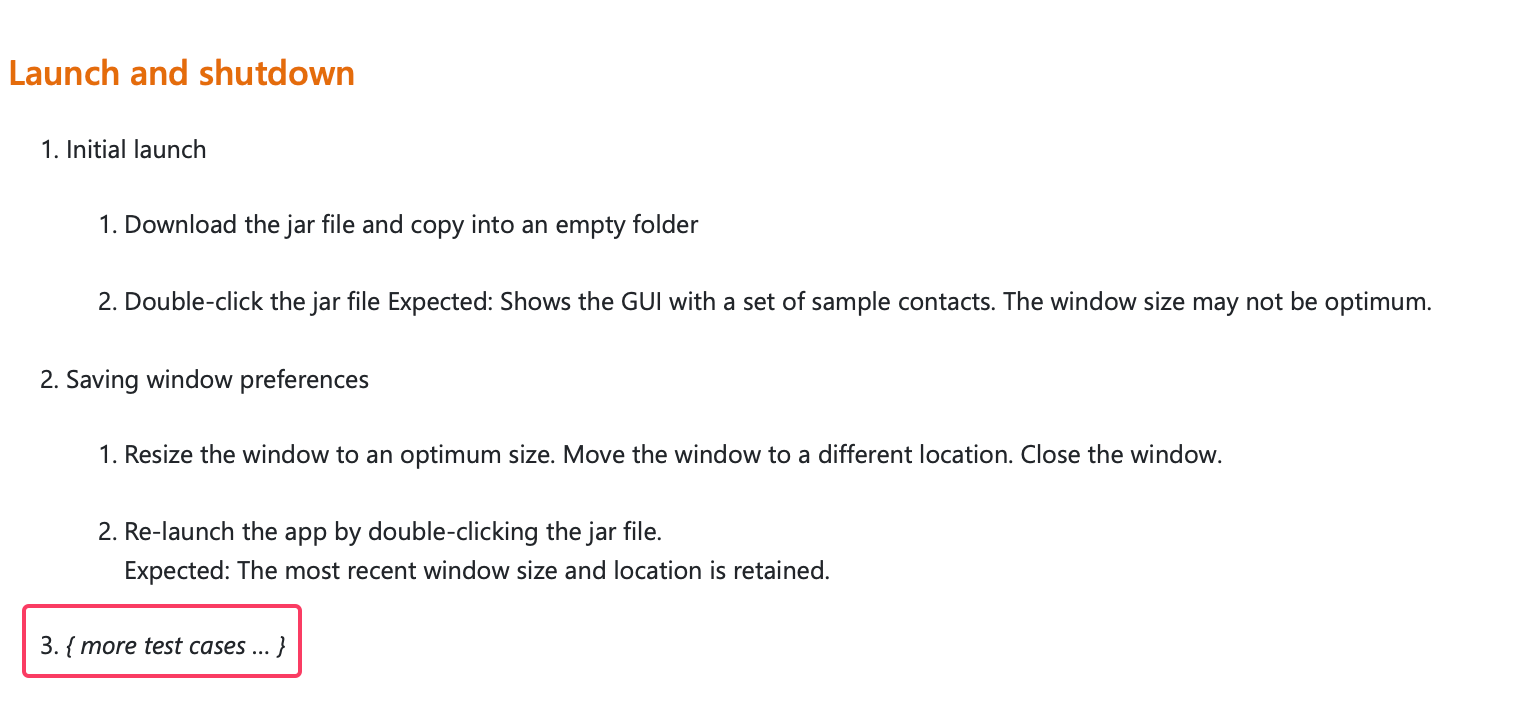 Launch and shutdown
1. Initial launch
1. Download the jar file and copy into an empty folder
2. Double-click the jar file Expected: Shows the GUI with a set of sample contacts. The window size may not be optimum.
2. Saving window preferences
1. Resize the window to an optimum size. Move the window to a different location. Close the window.
2. Re-launch the app by double-clicking the jar file.
Expected: The most recent window size and location is retained.
3. { more test cases … }